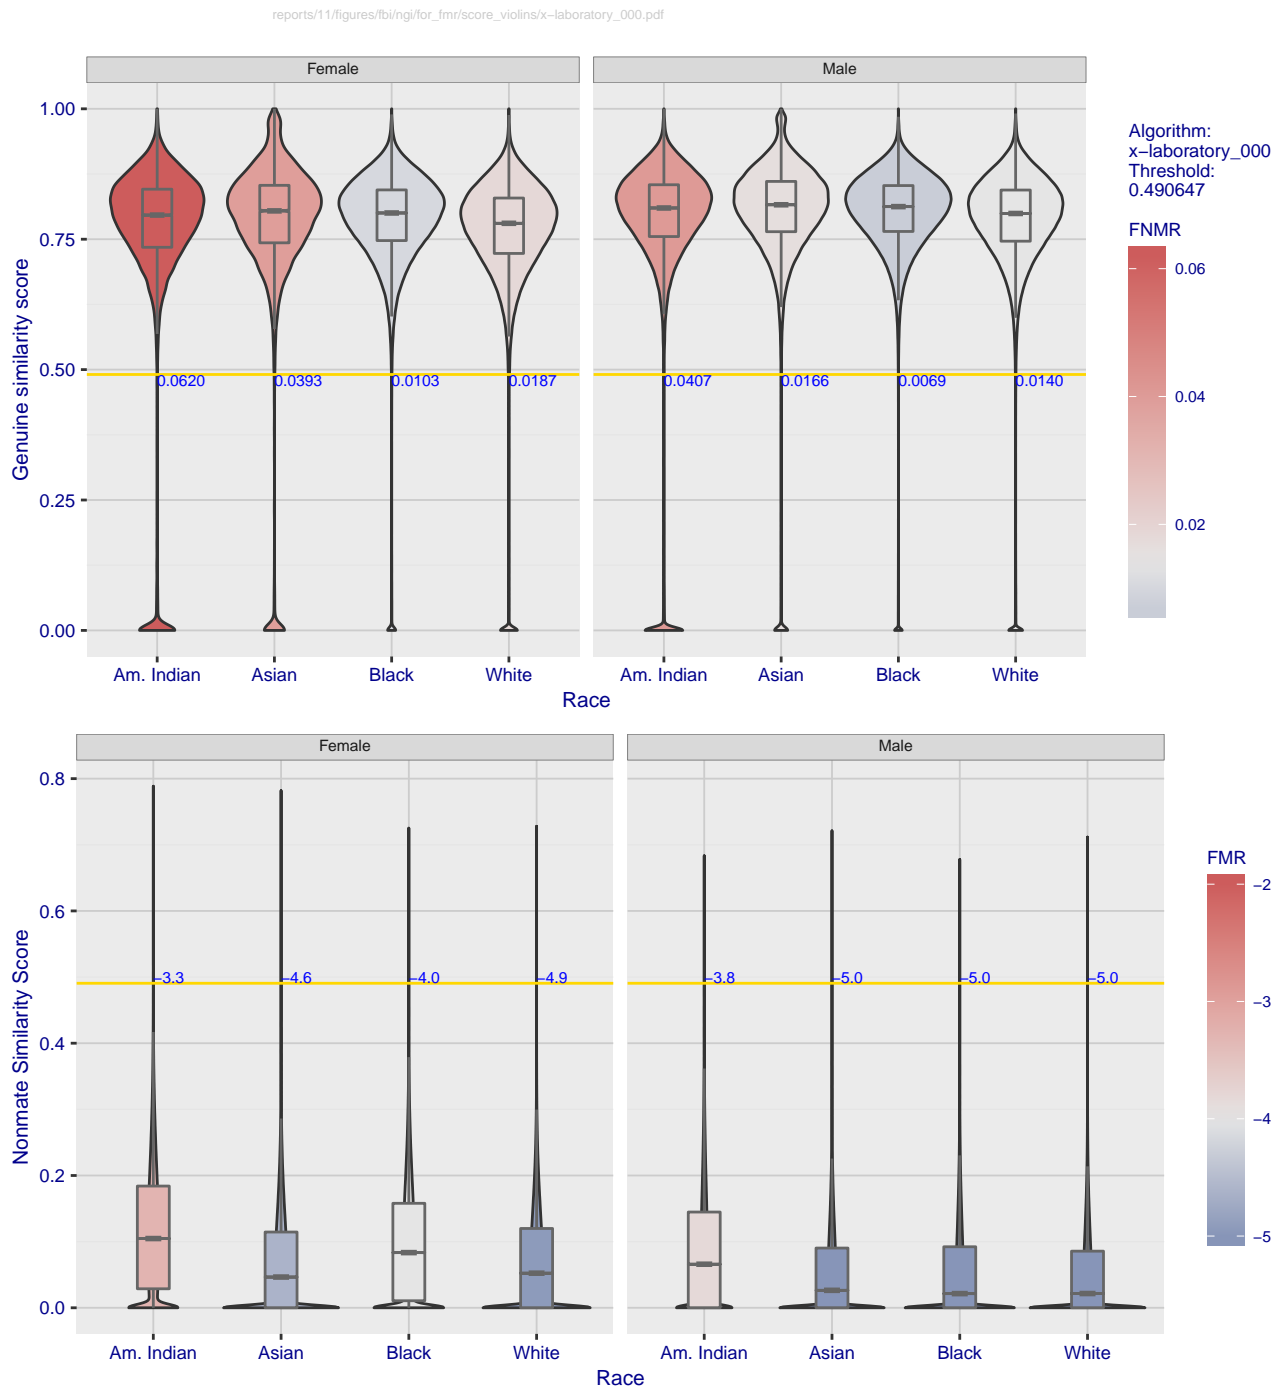 reports/11/figures/fbi/ngi/for_fmr/score_violins/x−laboratory_000.pdf
Female
Male
Genuine similarity score
1.00
0.75
0.50
0.25
0.00
0.0620
0.0393
0.0103
0.0187
0.0407
0.0166
0.0069
0.0140
Am. Indian
Asian
Black
White
Am. Indian
Asian
Black
White
Race
Algorithm:
x−laboratory_000
Threshold:
0.490647
FNMR
0.06
0.04
0.02
Female
Male
Nonmate Similarity Score
0.8
0.6
0.4
0.2
0.0
−3.3
−4.6
−4.0
−4.9
−3.8
−5.0
−5.0
−5.0
Am. Indian
Asian
Black
White
Am. Indian
Asian
Black
White
Race
FMR
−2
−3
−4
−5